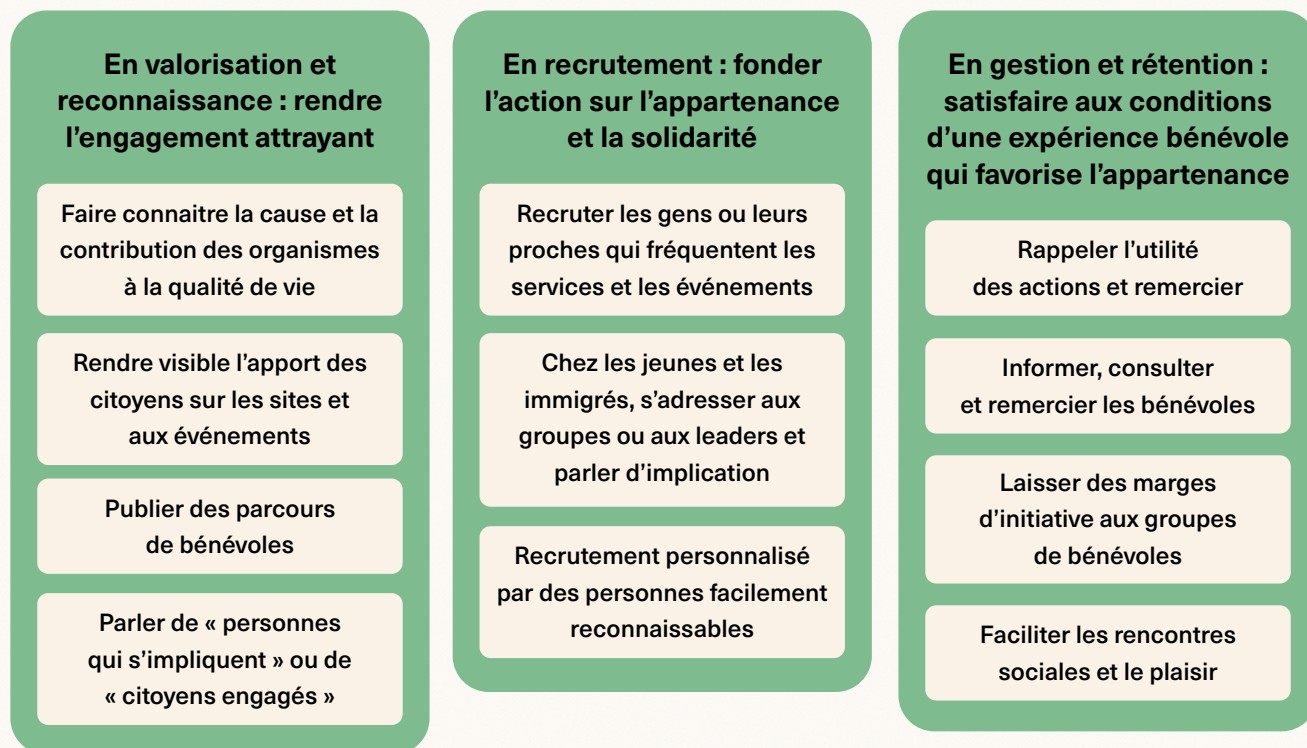 En valorisation et
reconnaissance : rendre
l’engagement attrayant
Faire connaitre la cause et la
contribution des organismes
à la qualité de vie
Rendre visible l’apport des
citoyens sur les sites et
aux événements
Publier des parcours
de bénévoles
Parler de « personnes
qui s’impliquent » ou de
« citoyens engagés »
En recrutement : fonder
l’action sur l’appartenance
et la solidarité
Recruter les gens ou leurs
proches qui fréquentent les
services et les événements
Chez les jeunes et les
immigrés, s’adresser aux
groupes ou aux leaders et
parler d’implication
Recrutement personnalisé
par des personnes facilement
reconnaissables
En gestion et rétention :
satisfaire aux conditions
d’une expérience bénévole
qui favorise l’appartenance
Rappeler l’utilité
des actions et remercier
Informer, consulter
et remercier les bénévoles
Laisser des marges
d’initiative aux groupes
de bénévoles
Faciliter les rencontres
sociales et le plaisir